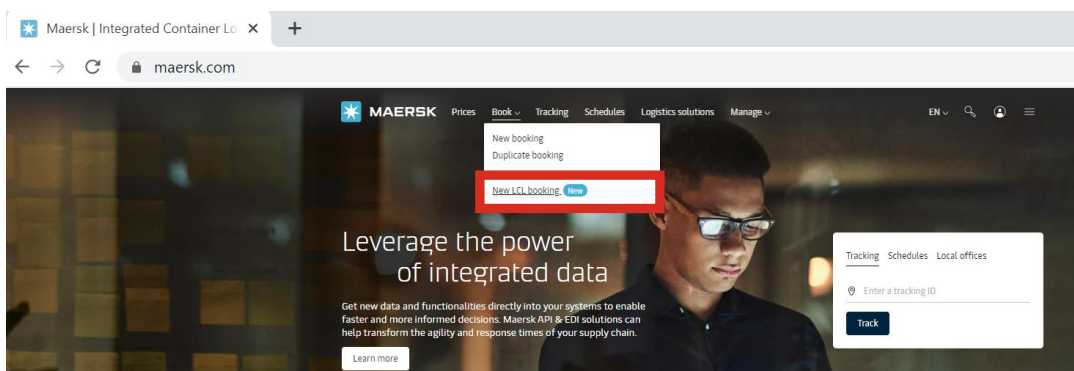 Maersk | Integrated Container Lo
maersk.com
MAERSK Prices Book Tracking Schedules Logistics solutions Manage EN
New booking
Duplicate booking
New LCL booking New
Leverage the power
of integrated data
Get new data and functionalities directly into your systems to enable
faster and more informed decisions. Maersk API & EDI solutions can
help transform the agility and response times of your supply chain.
Learn more
Tracking Schedules Local offices
Enter a tracking ID
Track